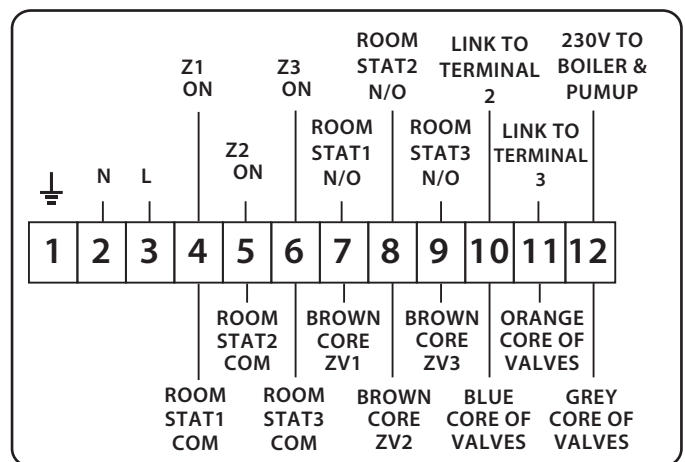 ROOM STAT2 N/O
LINK TO TERMINAL 2
230V TO BOILER & PUMUP
Z1 ON
Z3 ON
ROOM STAT1 N/O
ROOM STAT3 N/O
LINK TO TERMINAL 3
Z2 ON
N
L
1 2 3 4 5 6 7 8 9 10 11 12
ROOM STAT2 COM
BROWN CORE ZV1
BROWN CORE ZV3
ORANGE CORE OF VALVES
ROOM STAT1 COM
ROOM STAT3 COM
BROWN CORE ZV2
BLUE CORE OF VALVES
GREY CORE OF VALVES